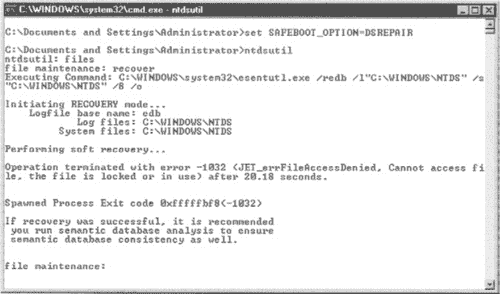 C:\WINDOWS\system32\cmd.exe - ntdsutil
C:\Documents and Settings\Administrator>set SAFEBOOT_OPTION=DSREPAIR
C:\Documents and Settings\Administrator>ntdsutil
ntdsutil: files
file maintenance: recover
Executing Command: C:\WINDOWS\system32\esentutl.exe /redb /l"C:\WINDOWS\NTDS" /s
"C:\WINDOWS\NTDS" /8 /o
Initiating RECOVERY mode...
Logfile base name: edb
Log files: C:\WINDOWS\NTDS
System files: C:\WINDOWS\NTDS
Performing soft recovery...
Operation terminated with error -1032 (JET_errFileAccessDenied, Cannot access fi
le, the file is locked or in use) after 20.18 seconds.
Spawned Process Exit code 0xfffffbf8(-1032)
If recovery was successful, it is recommended
you run semantic database analysis to ensure
semantic database consistency as well.
file maintenance: